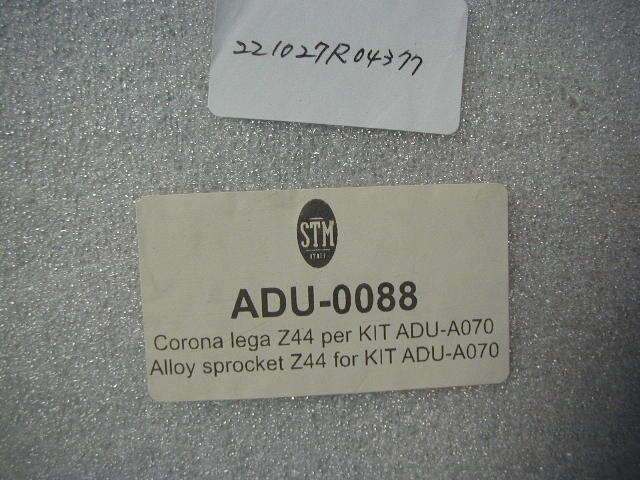 221027R04377
STM
ITALY
ADU-0088
Corona lega Z44 per KIT ADU-A070
Alloy sprocket Z44 for KIT ADU-A070